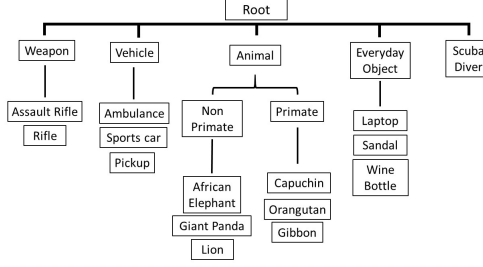 Root
Weapon
Vehicle
Animal
Everyday
Object
Scuba
Diver
Assault Rifle
Rifle
Ambulance
Sports car
Pickup
Non
Primate
Primate
Laptop
Sandal
Wine
Bottle
African
Elephant
Giant Panda
Lion
Capuchin
Orangutan
Gibbon